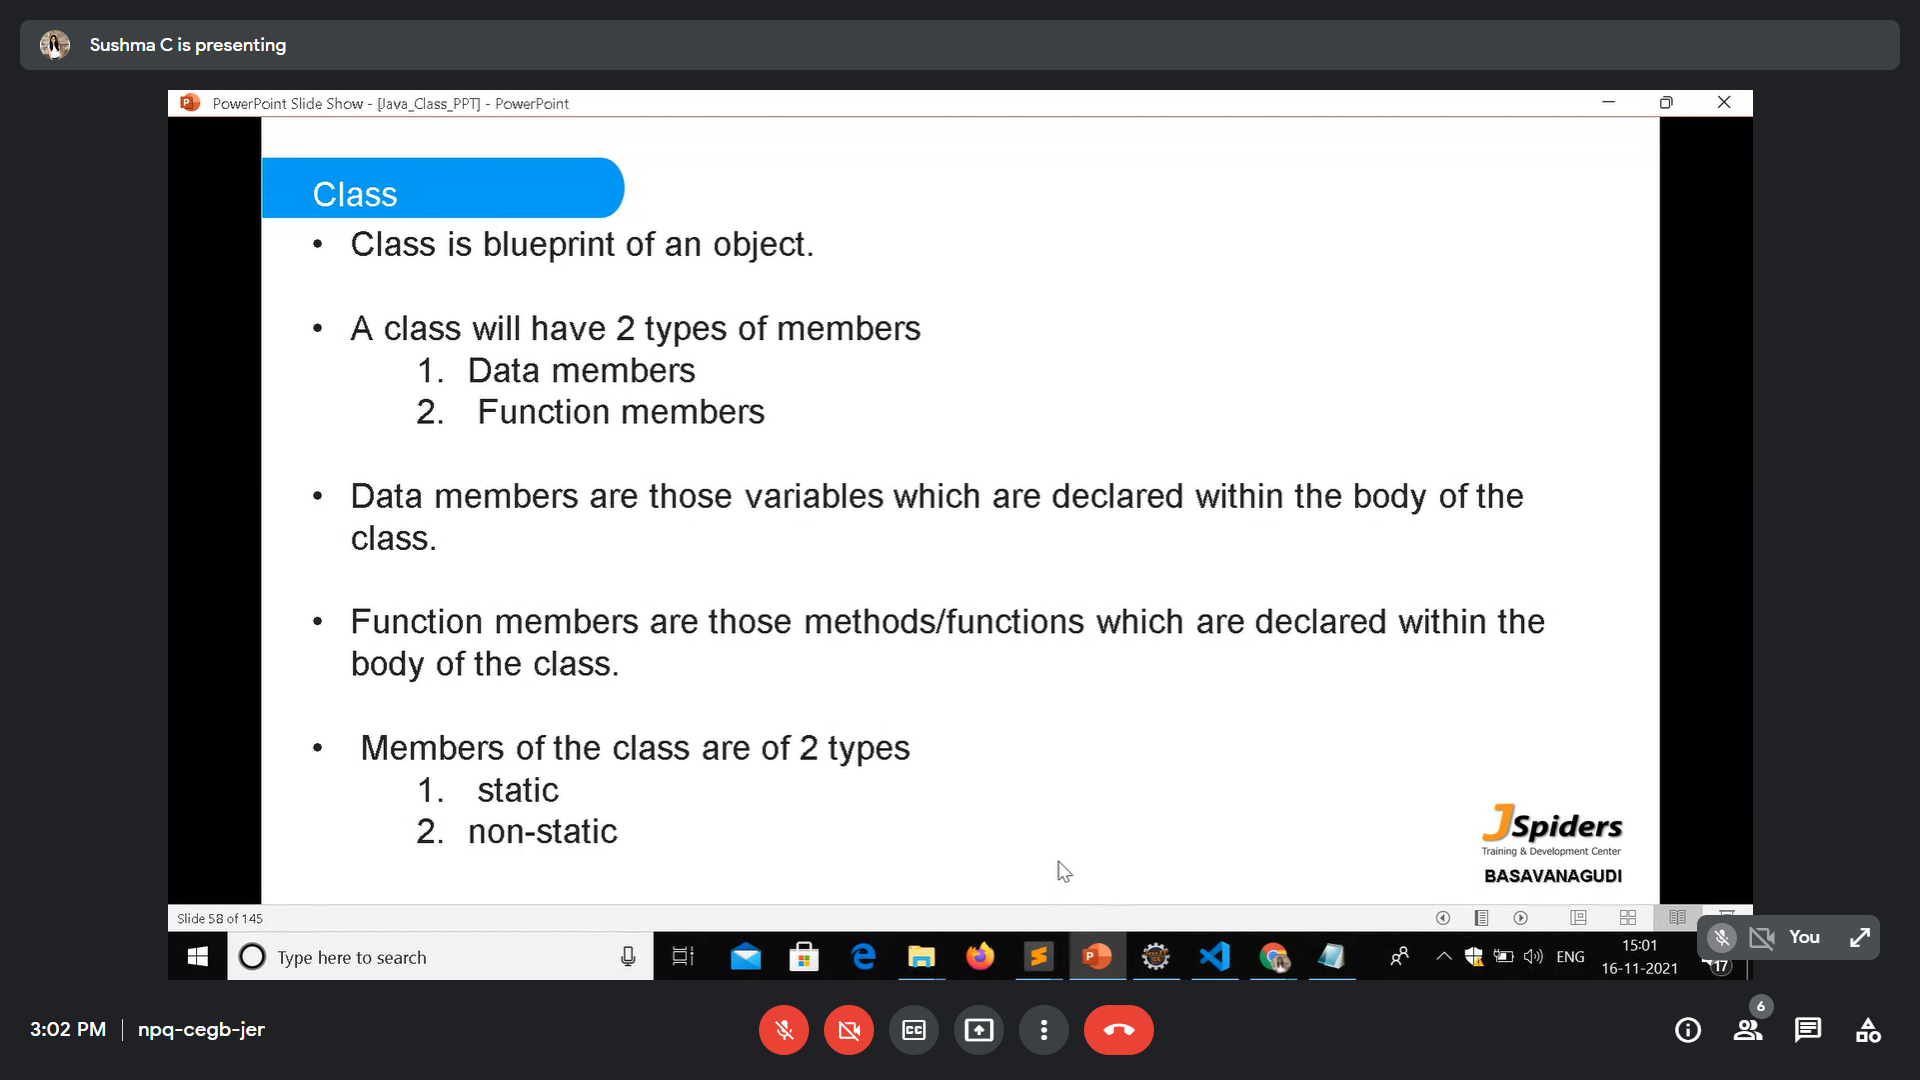 Sushma C is presenting
PowerPoint Slide Show - [Java_Class_PPT] - PowerPoint
Class
• Class is blueprint of an object.
• A class will have 2 types of members
1. Data members
2. Function members
• Data members are those variables which are declared within the body of the
class.
• Function members are those methods/functions which are declared within the
body of the class.
• Members of the class are of 2 types
1. static
2. non-static
JSpiders
Training & Development Center
BASAVANAGUDI
Slide 58 of 145
You
Type here to search
ENG
15:01
16-11-2021
17
3:02 PM | npq-cegb-jer
CC
6